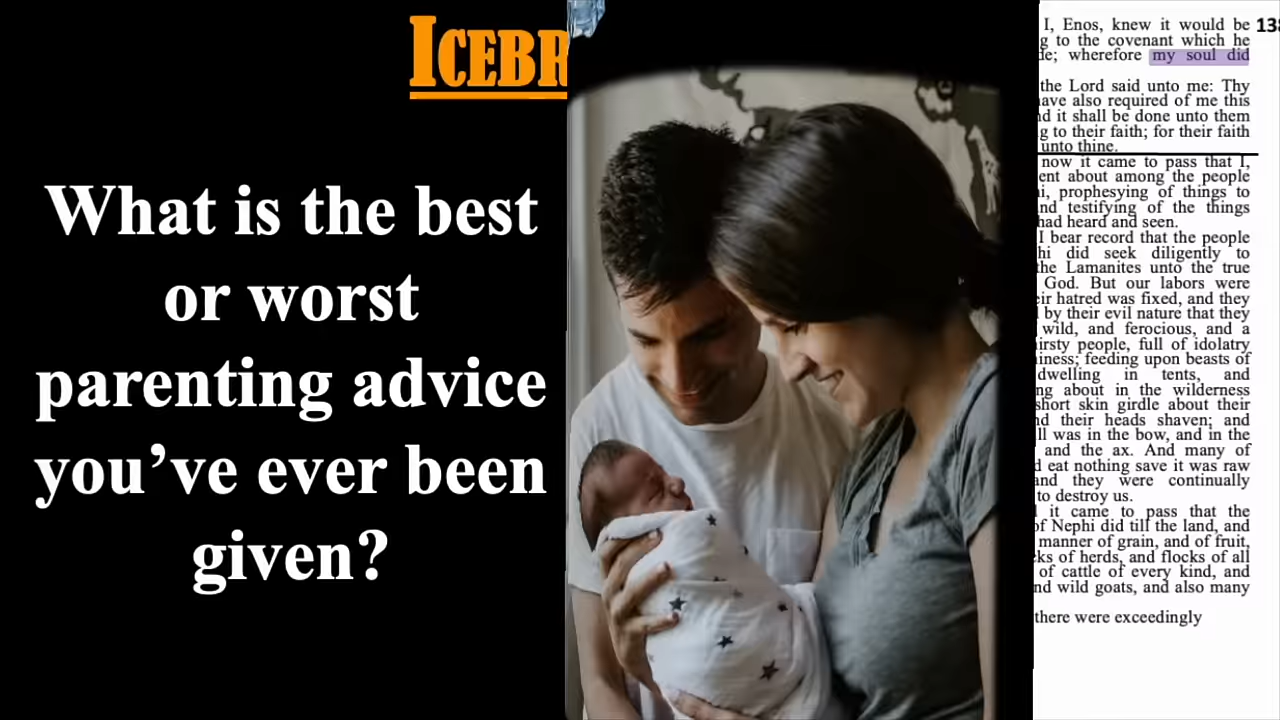 ICEBR
What is the best
or worst
parenting advice
you’ve ever been
given?
I, Enos, knew it would be
to the covenant which he
wherefore my soul did
the Lord said unto me: Thy
also required of me this
it shall be done unto them
to their faith; for their faith
unto thine.
now it came to pass that I,
about among the people
prophesying of things to
testifying of the things
had heard and seen.
I bear record that the people
did seek diligently to
the Lamanites unto the true
God. But our labors were
hatred was fixed, and they
by their evil nature that they
wild, and ferocious, and a
people, full of idolatry
feeding upon beasts of
dwelling in tents, and
about in the wilderness
short skin girdle about their
their heads shaven; and
was in the bow, and in the
and the ax. And many of
eat nothing save it was raw
and they were continually
to destroy us.
it came to pass that the
of Nephi did till the land, and
manner of grain, and of fruit,
of herds, and flocks of all
of cattle of every kind, and
wild goats, and also many
there were exceedingly